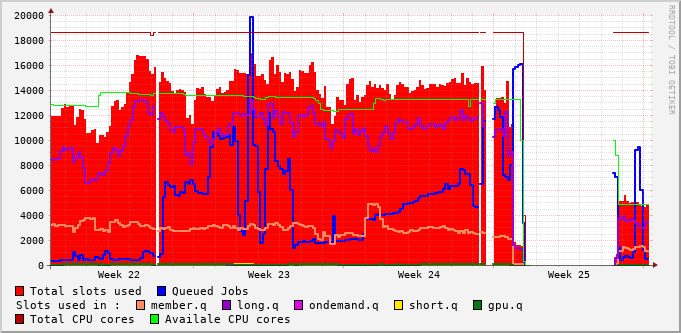 20000
18000
16000
14000
12000
10000
8000
6000
4000
2000
0
Week 22 Week 23 Week 24 Week 25
RRDTOOL / TOBI OETIKER
Total slots used Queued Jobs
Slots used in : member.q long.q ondemand.q short.q gpu.q
Total CPU cores Availale CPU cores